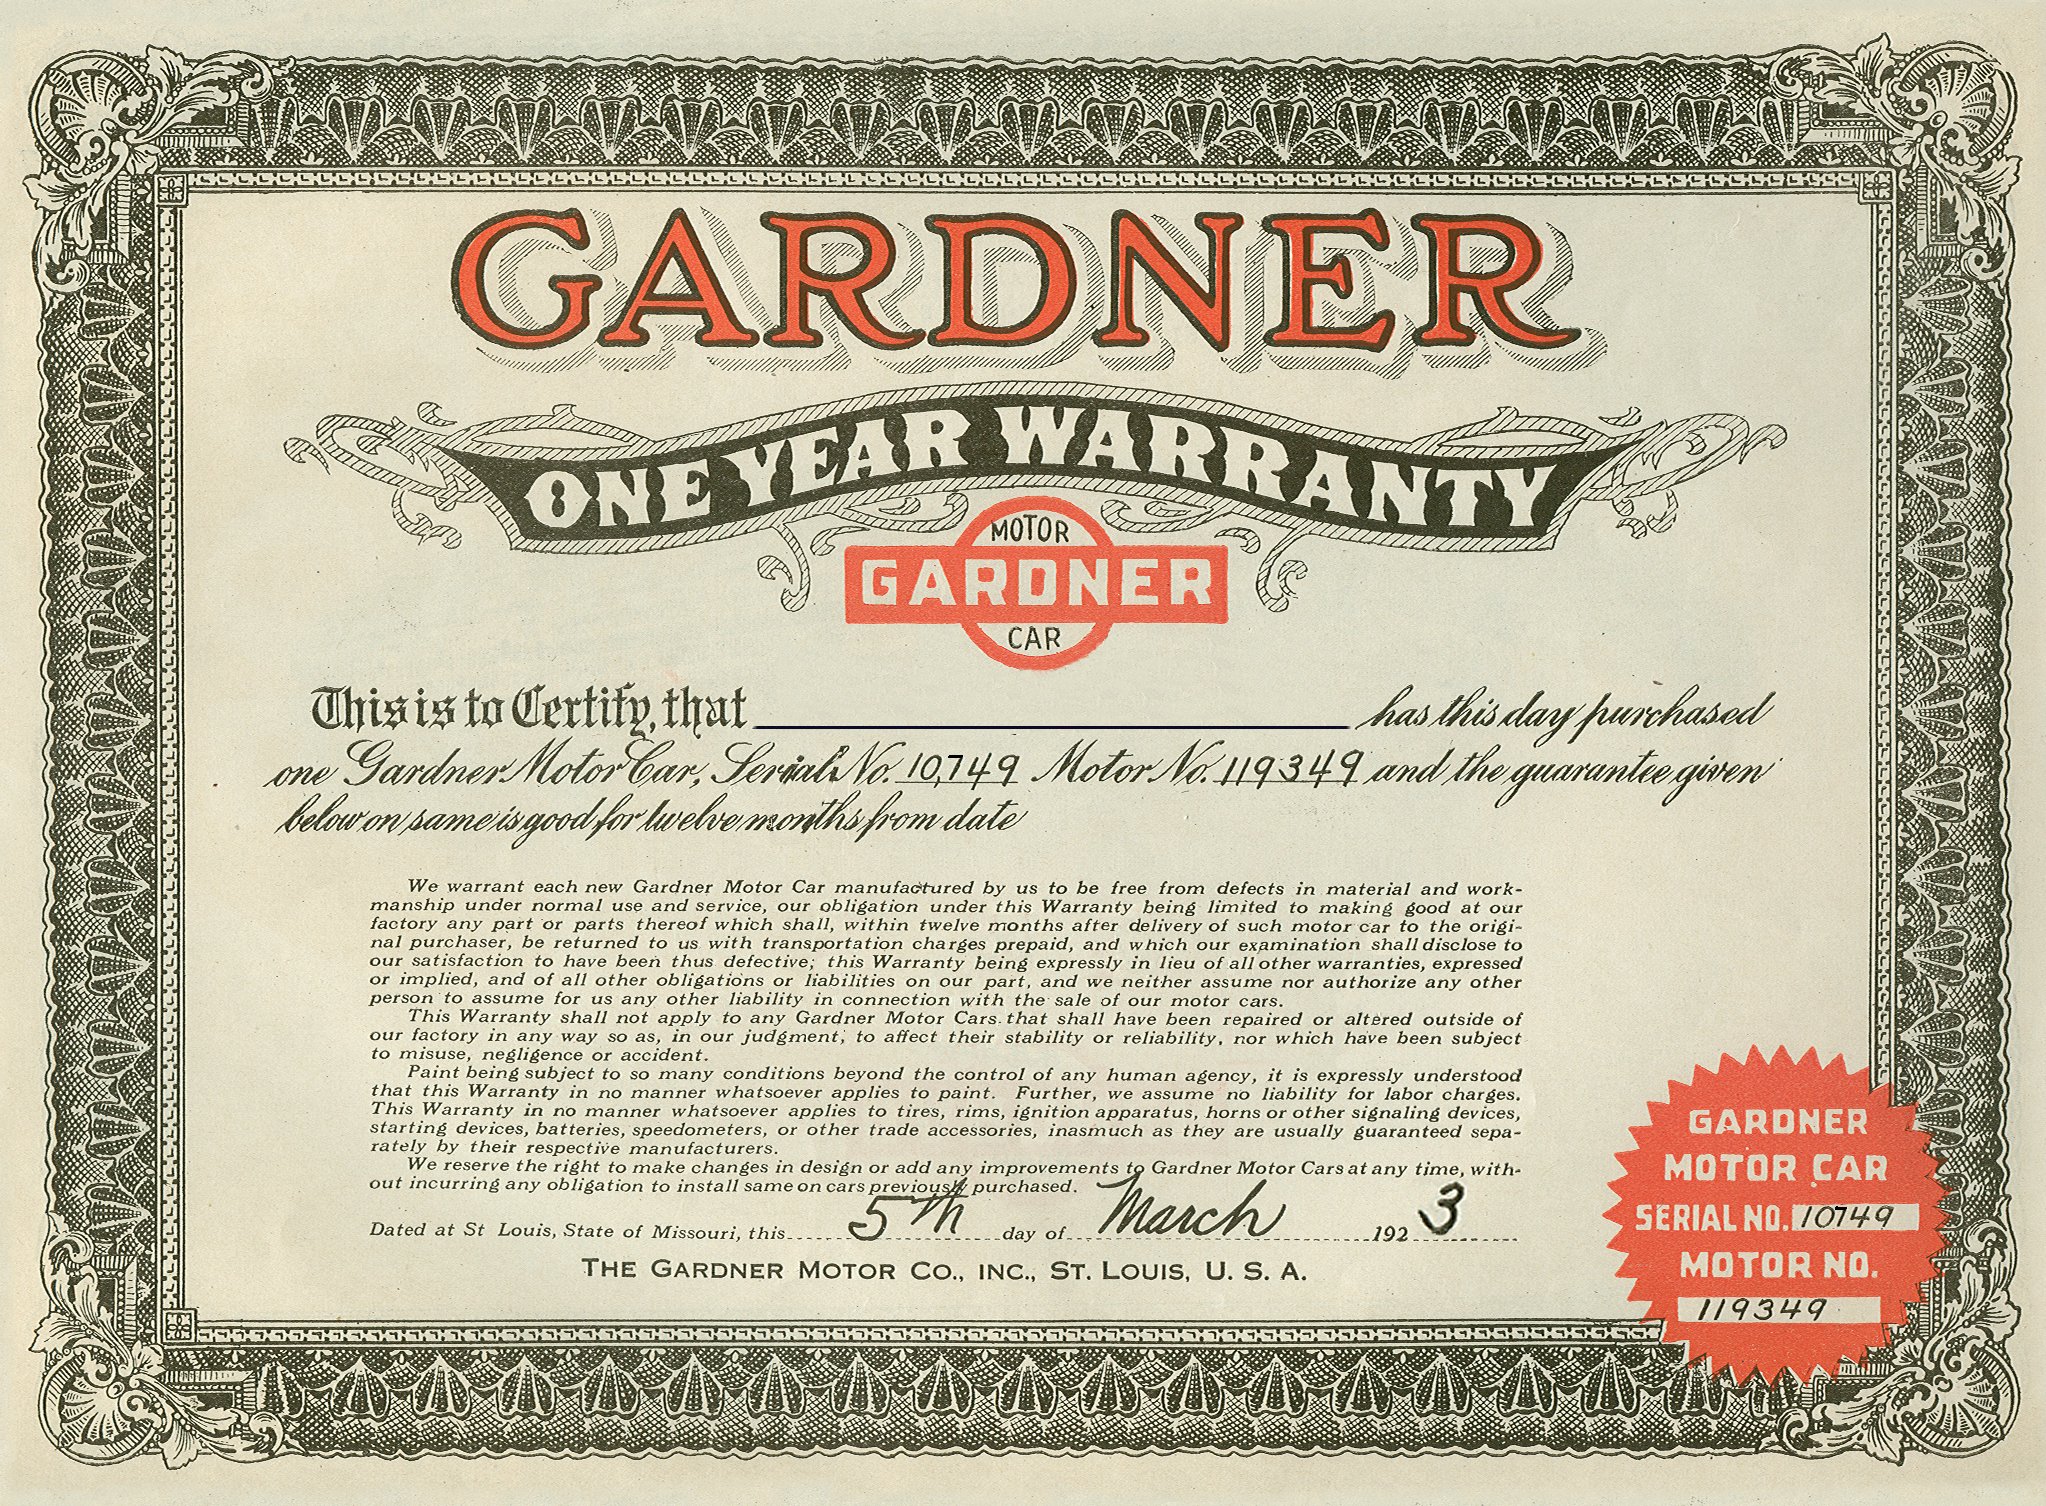 GARDNER
ONE YEAR WARRANTY
MOTOR
GARDNER
CAR
This is to Certify, that has this day purchased
one Gardner Motor Car, Serial No. 10,749 Motor No. 119349 and the guarantee given
below on same is good for twelve months from date
We warrant each new Gardner Motor Car manufactured by us to be free from defects in material and work-
manship under normal use and service, our obligation under this Warranty being limited to making good at our
factory any part or parts thereof which shall, within twelve months after delivery of such motor car to the origi-
nal purchaser, be returned to us with transportation charges prepaid, and which our examination shall disclose to
our satisfaction to have been thus defective; this Warranty being expressly in lieu of all other warranties, expressed
or implied, and of all other obligations or liabilities on our part, and we neither assume nor authorize any other
person to assume for us any other liability in connection with the sale of our motor cars.
This Warranty shall not apply to any Gardner Motor Cars that shall have been repaired or altered outside of
our factory in any way so as, in our judgment, to affect their stability or reliability, nor which have been subject
to misuse, negligence or accident.
Paint being subject to so many conditions beyond the control of any human agency, it is expressly understood
that this Warranty in no manner whatsoever applies to paint. Further, we assume no liability for labor charges.
This Warranty in no manner whatsoever applies to tires, rims, ignition apparatus, horns or other signaling devices,
starting devices, batteries, speedometers, or other trade accessories, inasmuch as they are usually guaranteed sepa-
rately by their respective manufacturers.
We reserve the right to make changes in design or add any improvements to Gardner Motor Cars at any time, with-
out incurring any obligation to install same on cars previously purchased.
Dated at St Louis, State of Missouri, this 5th day of March 1923
THE GARDNER MOTOR CO., INC., ST. LOUIS, U. S. A.
GARDNER
MOTOR CAR
SERIAL NO. 10749
MOTOR NO.
119349